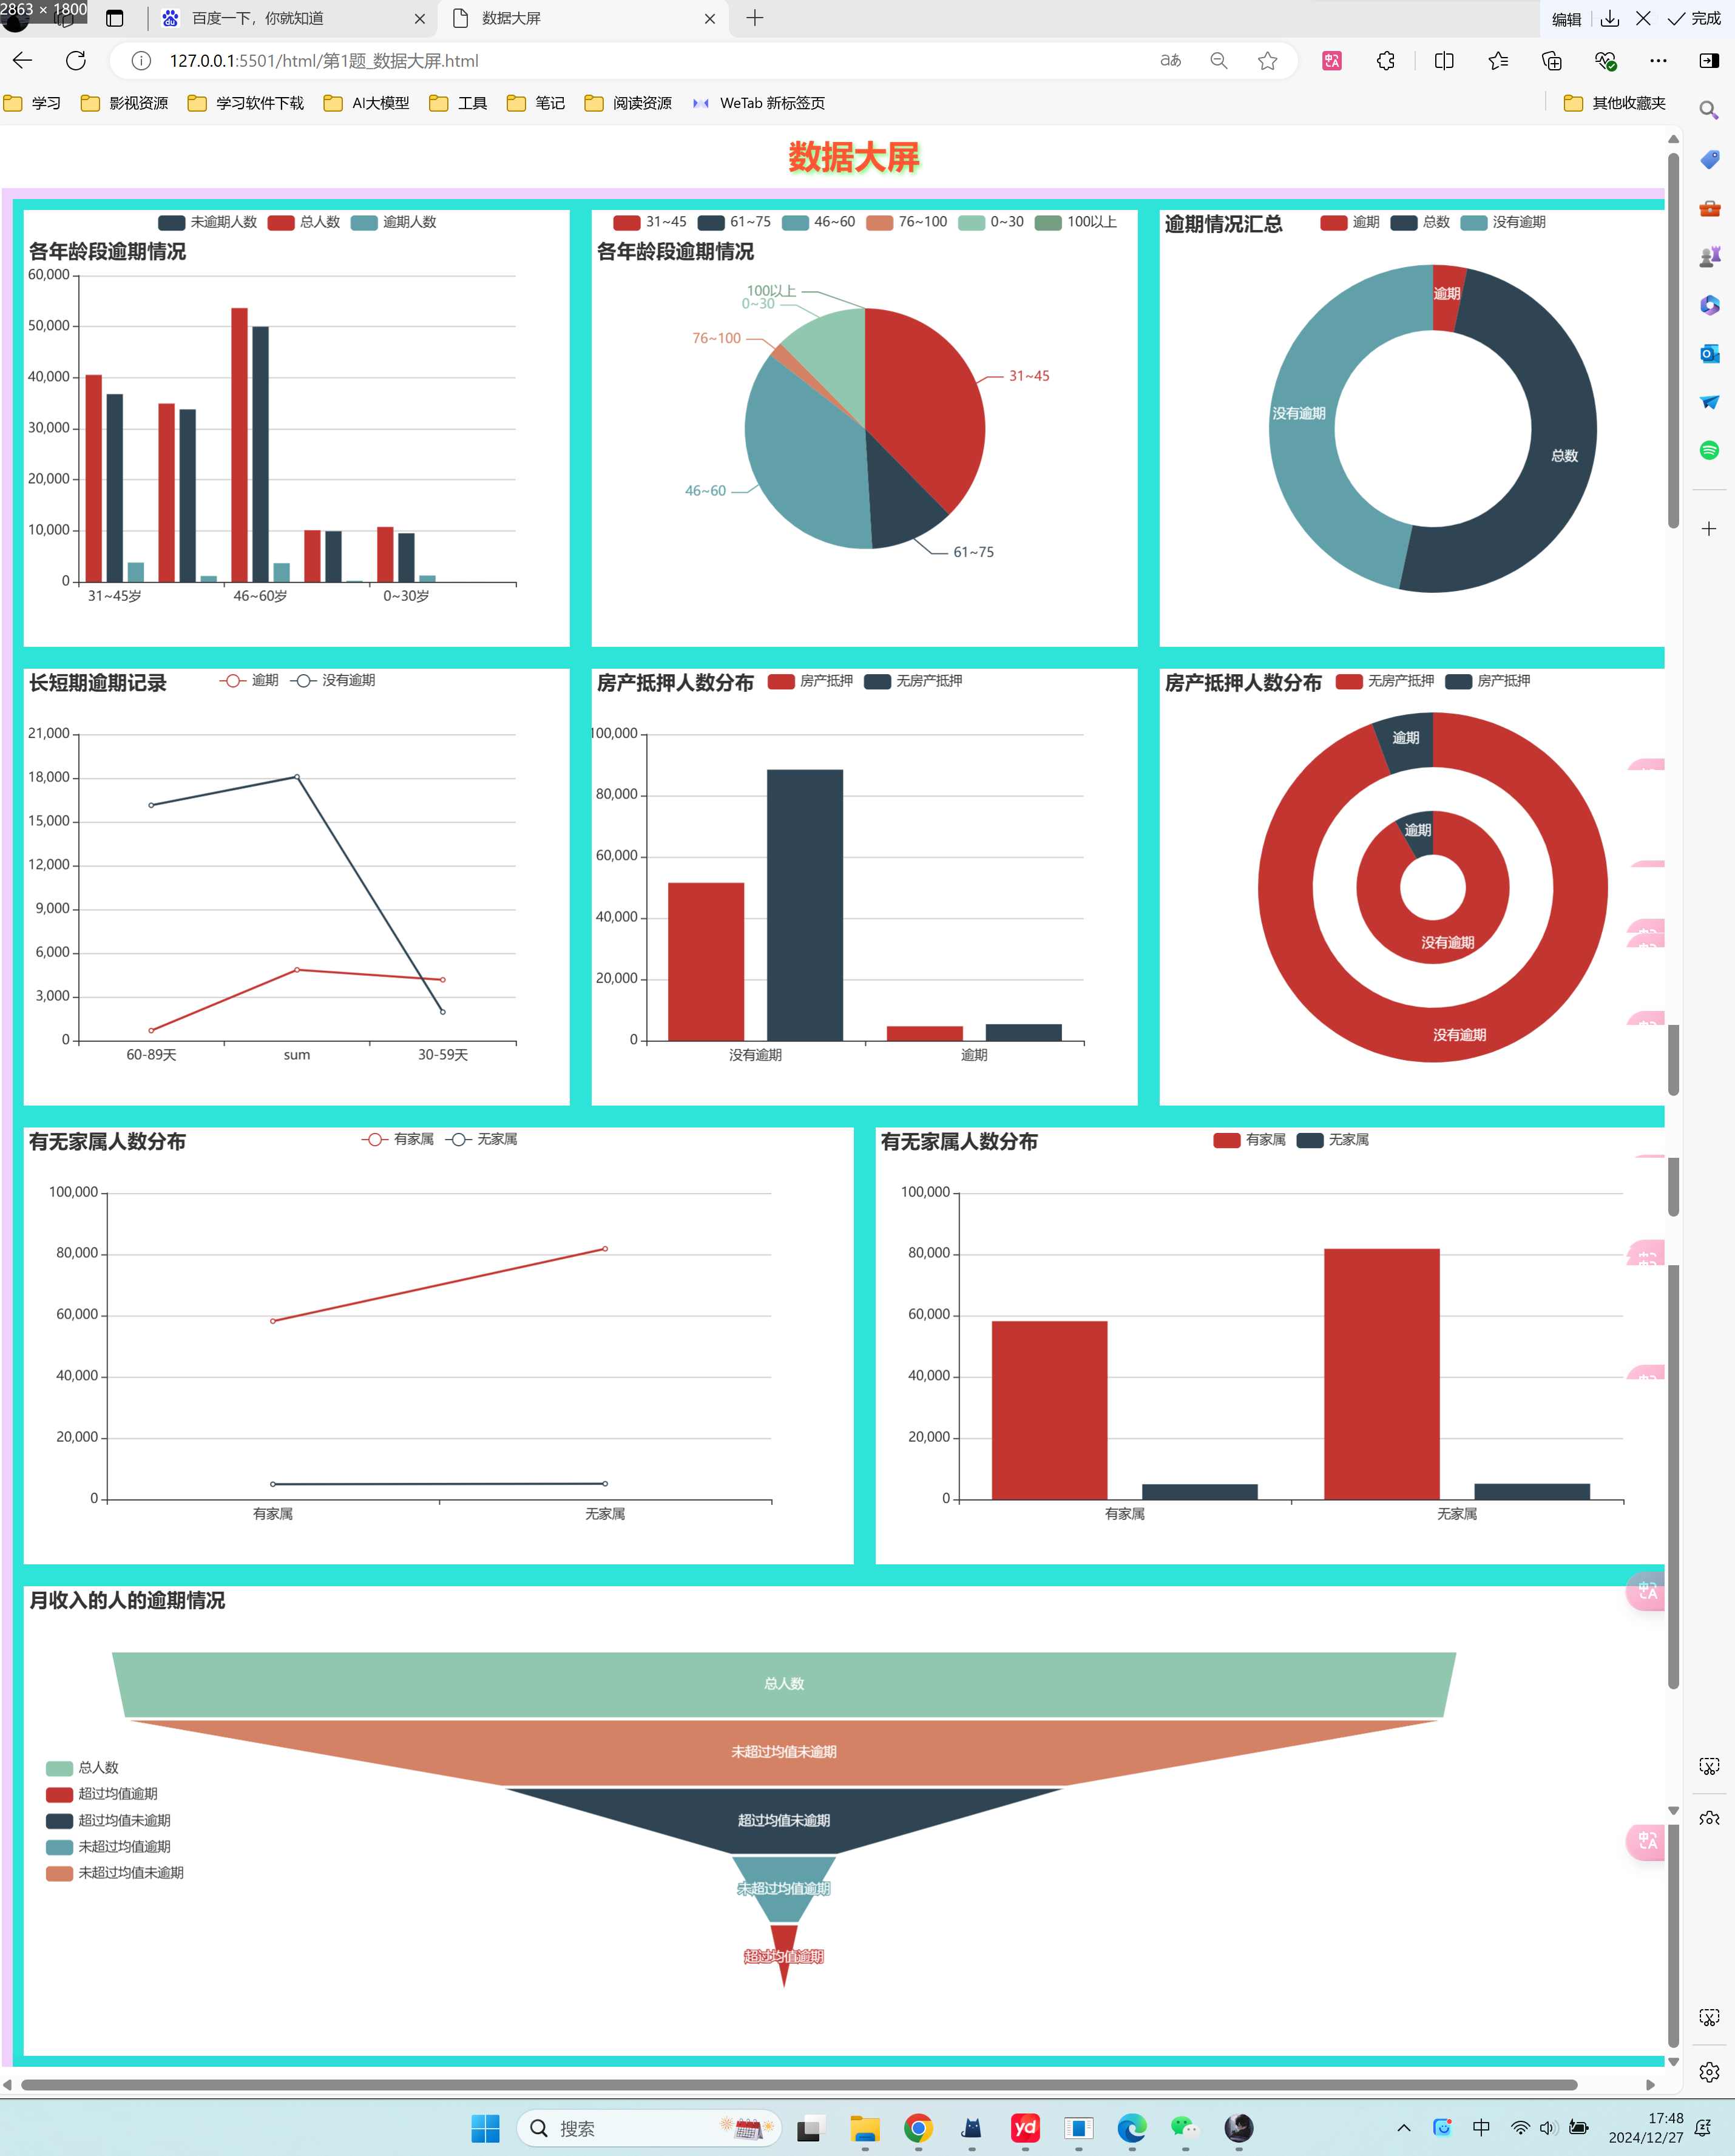 2863 × 1800
百度一下，你就知道
数据大屏
编辑
完成
127.0.0.1:5501/html/第1题_数据大屏.html
学习
影视资源
学习软件下载
AI大模型
工具
笔记
阅读资源
WeTab 新标签页
其他收藏夹
数据大屏
未逾期人数 总人数 逾期人数
各年龄段逾期情况
60,000
50,000
40,000
30,000
20,000
10,000
0
31~45岁 46~60岁 0~30岁
31~45 61~75 46~60 76~100 0~30 100以上
各年龄段逾期情况
100以上
0~30
76~100
31~45
46~60
61~75
逾期情况汇总
逾期 总数 没有逾期
逾期
没有逾期
总数
长短期逾期记录
逾期 没有逾期
21,000
18,000
15,000
12,000
9,000
6,000
3,000
0
60-89天 sum 30-59天
房产抵押人数分布
房产抵押 无房产抵押
100,000
80,000
60,000
40,000
20,000
0
没有逾期 逾期
房产抵押人数分布
无房产抵押 房产抵押
逾期
逾期
没有逾期
没有逾期
有无家属人数分布
有家属 无家属
100,000
80,000
60,000
40,000
20,000
0
有家属 无家属
有无家属人数分布
有家属 无家属
100,000
80,000
60,000
40,000
20,000
0
有家属 无家属
月收入的人的逾期情况
总人数
未超过均值未逾期
超过均值未逾期
未超过均值逾期
超过均值逾期
总人数
超过均值逾期
超过均值未逾期
未超过均值逾期
未超过均值未逾期
搜索
yd
中
17:48
2024/12/27